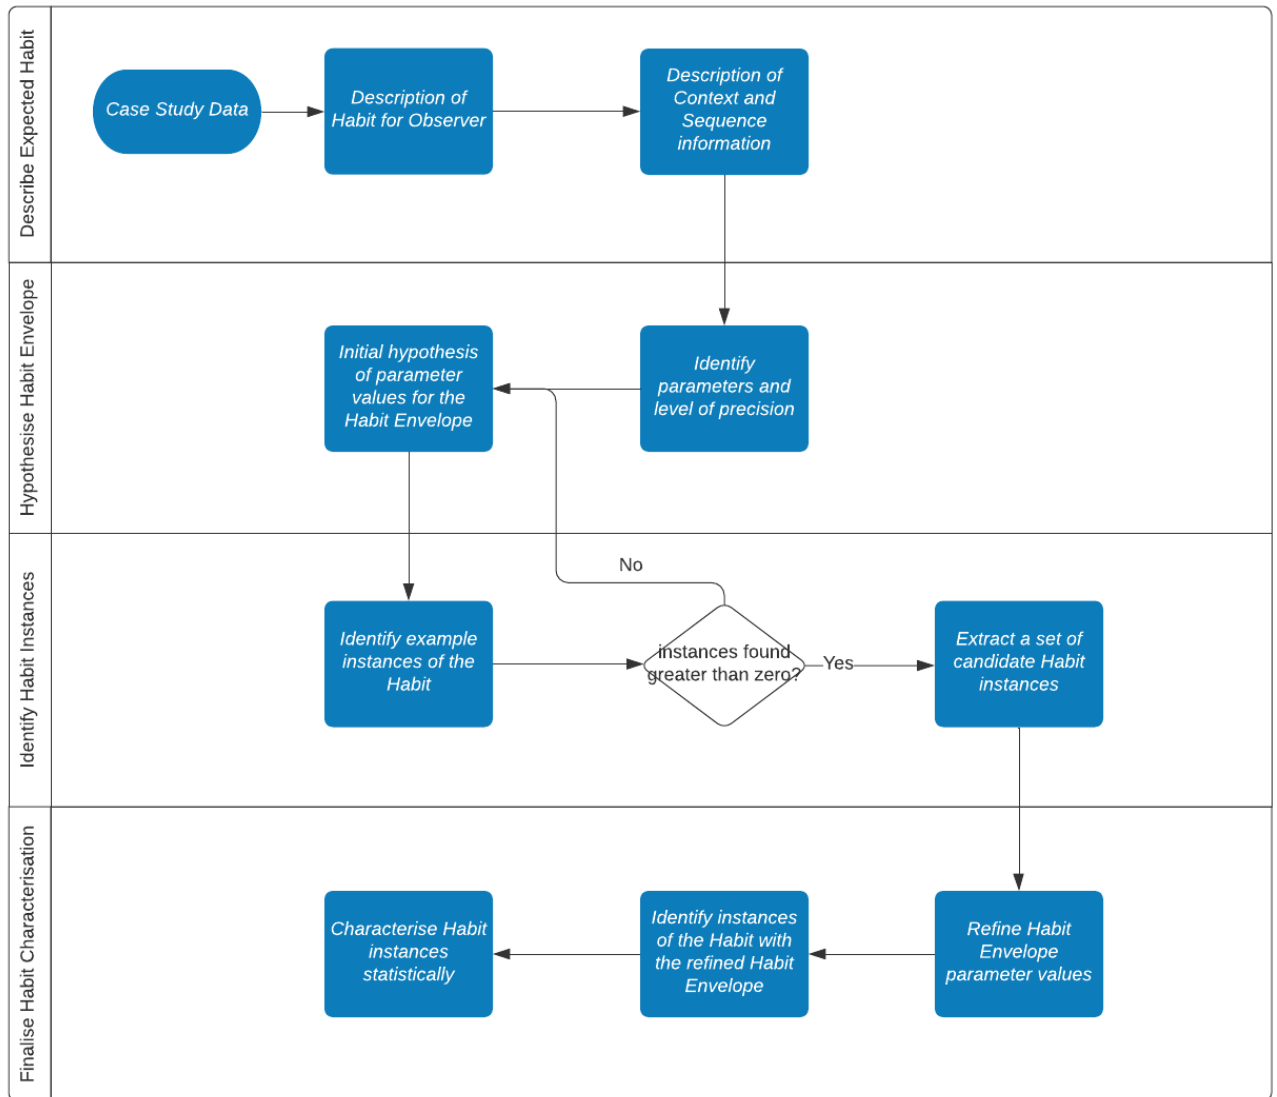 Describe Expected Habit
Case Study Data
Description of
Habit for Observer
Description of
Context and
Sequence
information
Hypothesise Habit Envelope
Initial hypothesis
of parameter
values for the
Habit Envelope
Identify
parameters and
level of precision
Identify Habit Instances
No
Identify example
instances of the
Habit
instances found
greater than zero?
Yes
Extract a set of
candidate Habit
instances
Finalise Habit Characterisation
Characterise Habit
instances
statistically
Identify instances
of the Habit with
the refined Habit
Envelope
Refine Habit
Envelope
parameter values